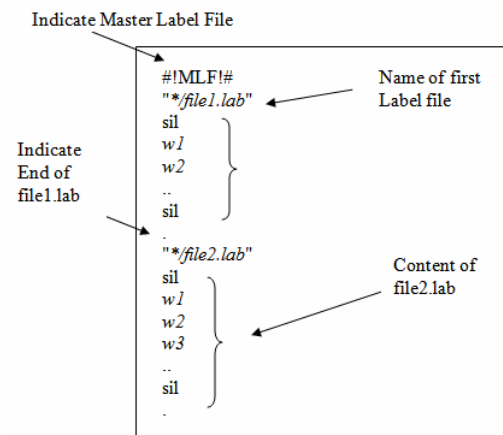 Indicate Master Label File
#!MLF!#
"*/file1.lab"
sil
w1
w2
..
sil
.
"*/file2.lab"
sil
w1
w2
w3
..
sil
.
Name of first
Label file
Indicate
End of
file1.lab
Content of
file2.lab